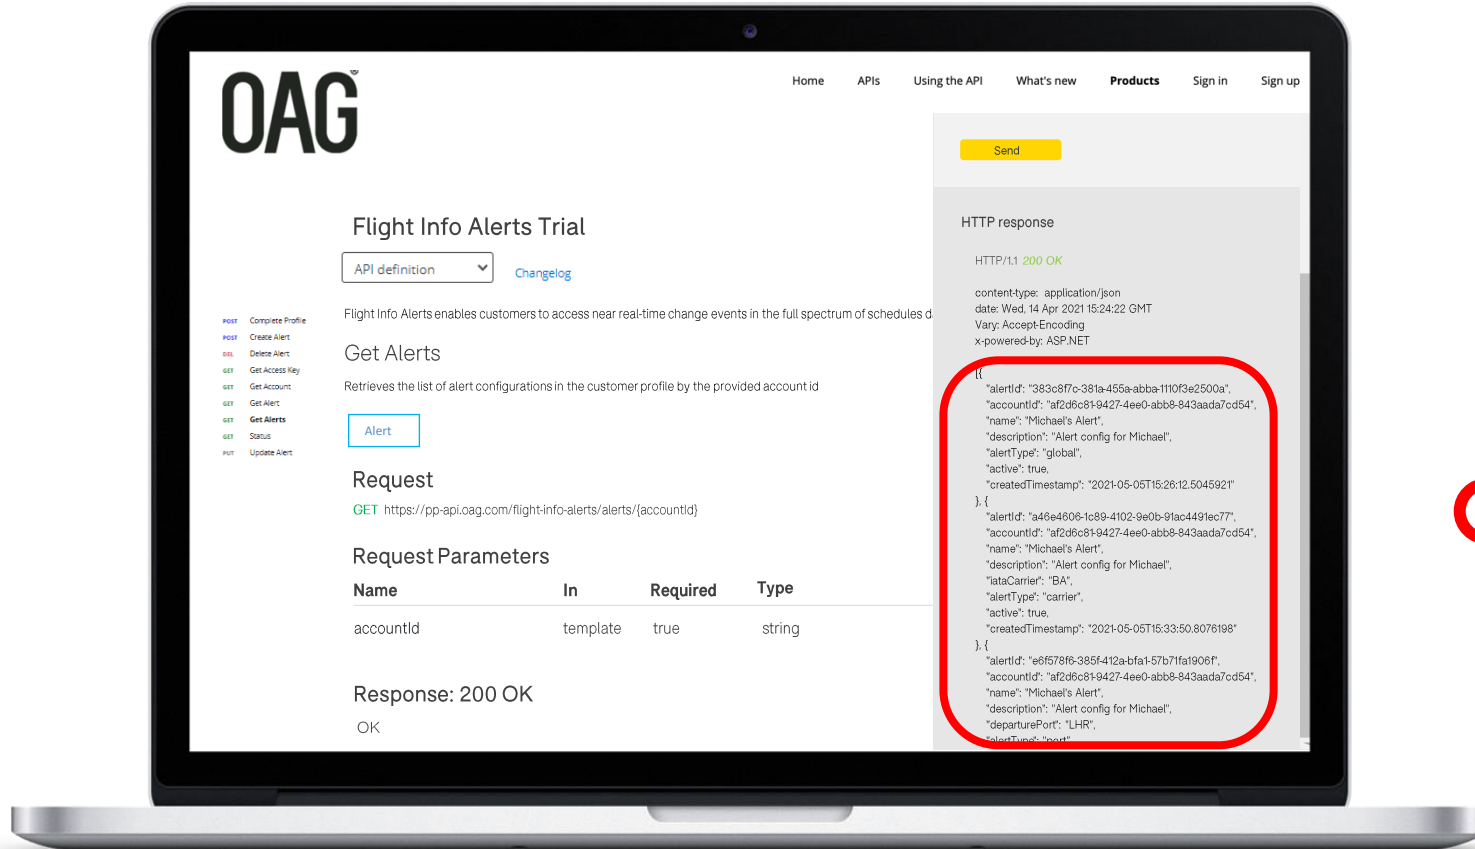 OAG®
Home APIs Using the API What's new Products Sign in Sign up
Send
Flight Info Alerts Trial
API definition
Changelog
Flight Info Alerts enables customers to access near real-time change events in the full spectrum of schedules d
POST Complete Profile
POST Create Alert
DEL Delete Alert
GET Get Access Key
GET Get Account
GET Get Alert
GET Get Alerts
GET Status
PUT Update Alert
Get Alerts
Retrieves the list of alert configurations in the customer profile by the provided account id
Alert
Request
GET https://pp-api.oag.com/flight-info-alerts/alerts/{accountId}
Request Parameters
Name In Required Type
accountId template true string
Response: 200 OK
OK
HTTP response
HTTP/1.1 200 OK
content-type: application/json
date: Wed, 14 Apr 2021 15:24:22 GMT
Vary: Accept-Encoding
x-powered-by: ASP.NET
[{
"alertId": "383c8f7c-381a-455a-abba-1110f3e2500a",
"accountId": "af2d6c81-9427-4ee0-abb8-843aada7cd54",
"name": "Michael's Alert",
"description": "Alert config for Michael",
"alertType": "global",
"active": true,
"createdTimestamp": "2021-05-05T15:26:12.5045921"
}, {
"alertId": "a46e4606-1c89-4102-9e0b-91ac4491ec77",
"accountId": "af2d6c81-9427-4ee0-abb8-843aada7cd54",
"name": "Michael's Alert",
"description": "Alert config for Michael",
"iataCarrier": "BA",
"alertType": "carrier",
"active": true,
"createdTimestamp": "2021-05-05T15:33:50.8076198"
}, {
"alertId": "e6f578f6-385f-412a-bfa1-57b71fa1906f",
"accountId": "af2d6c81-9427-4ee0-abb8-843aada7cd54",
"name": "Michael's Alert",
"description": "Alert config for Michael",
"departurePort": "LHR",
"alertType": "port"